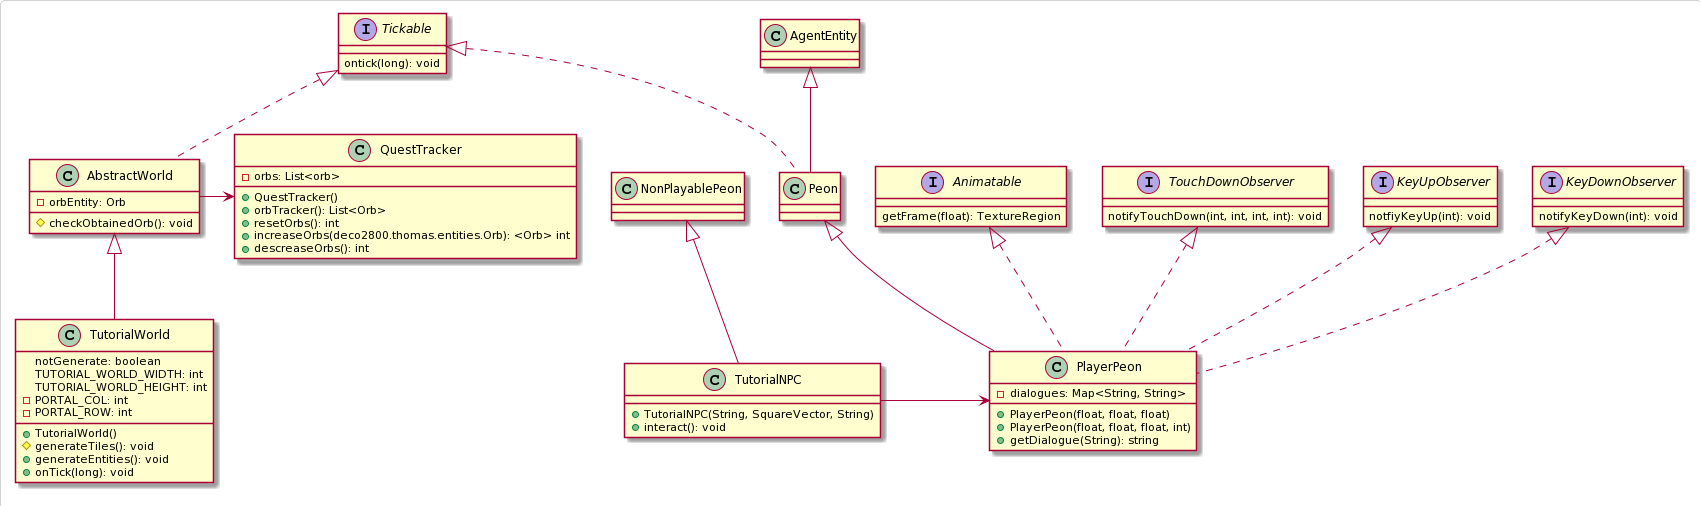 I Tickable
ontick(long): void
C AgentEntity
C AbstractWorld
orbEntity: Orb
checkObtainedOrb(): void
C QuestTracker
orbs: List<orb>
QuestTracker()
orbTracker(): List<Orb>
resetOrbs(): int
increaseOrbs(deco2800.thomas.entities.Orb): <Orb> int
descreaseOrbs(): int
C NonPlayablePeon
C Peon
I Animatable
getFrame(float): TextureRegion
I TouchDownObserver
notifyTouchDown(int, int, int, int): void
I KeyUpObserver
notfiyKeyUp(int): void
I KeyDownObserver
notifyKeyDown(int): void
C TutorialWorld
notGenerate: boolean
TUTORIAL_WORLD_WIDTH: int
TUTORIAL_WORLD_HEIGHT: int
PORTAL_COL: int
PORTAL_ROW: int
TutorialWorld()
generateTiles(): void
generateEntities(): void
onTick(long): void
C TutorialNPC
TutorialNPC(String, SquareVector, String)
interact(): void
C PlayerPeon
dialogues: Map<String, String>
PlayerPeon(float, float, float)
PlayerPeon(float, float, float, int)
getDialogue(String): string